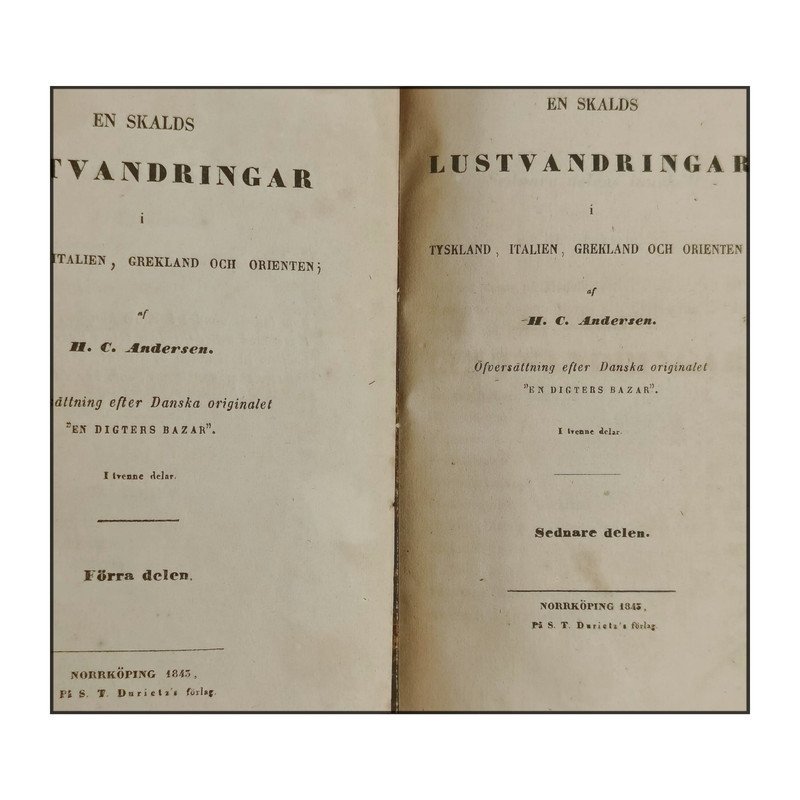 EN SKALDS
TVANDRINGAR
i
ITALIEN, GREKLAND OCH ORIENTEN;
af
H. C. Andersen.
sättning efter Danska originalet
"EN DIGTERS BAZAR".
I tvenne delar.
Förra delen.
NORRKÖPING 1843,
På S. T. Durietz's förlag.
EN SKALDS
LUSTVANDRINGAR
i
TYSKLAND, ITALIEN, GREKLAND OCH ORIENTEN
af
H. C. Andersen.
Öfversättning efter Danska originalet
"EN DIGTERS BAZAR".
I tvenne delar.
Sednare delen.
NORRKÖPING 1843,
På S. T. Durietz's förlag.